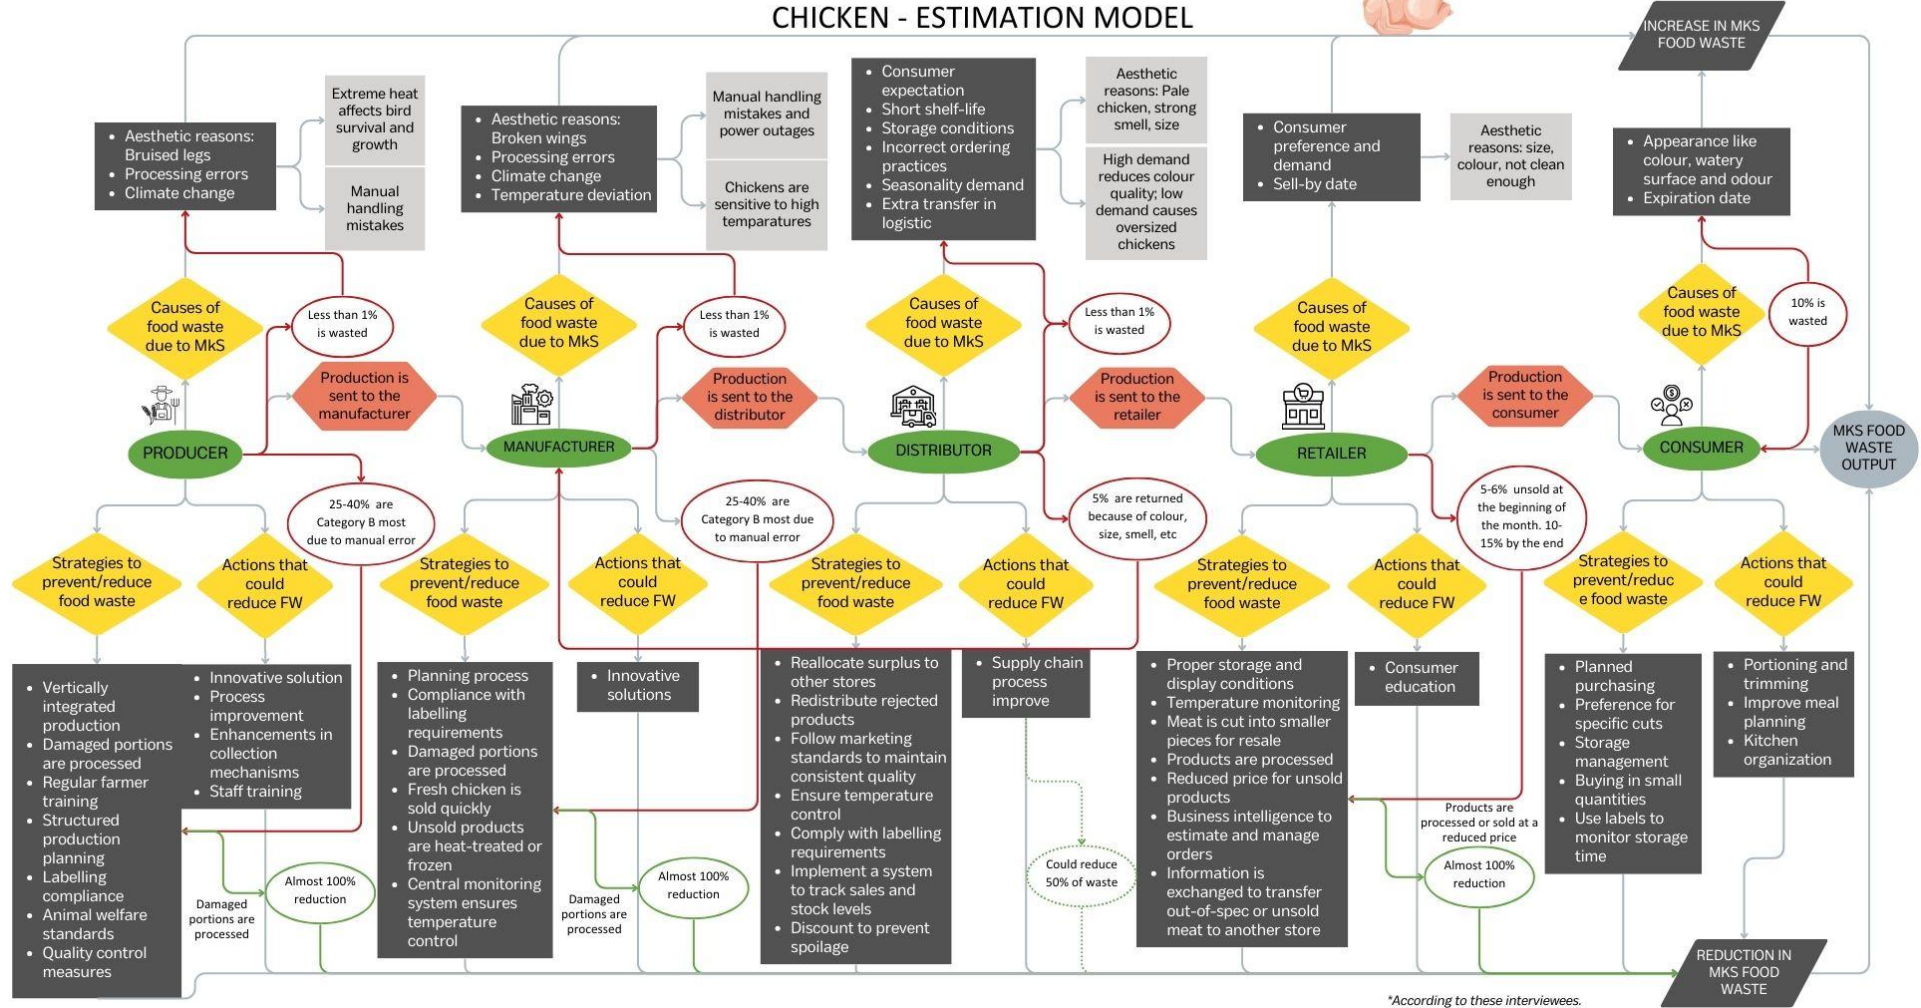 CHICKEN - ESTIMATION MODEL
INCREASE IN MKS
FOOD WASTE
Extreme heat
affects bird
survival and
growth
Manual
handling
mistakes
• Aesthetic reasons:
Bruised legs
• Processing errors
• Climate change
Manual handling
mistakes and
power outages
Chickens are
sensitive to high
temparatures
• Aesthetic reasons:
Broken wings
• Processing errors
• Climate change
• Temperature deviation
• Consumer
expectation
• Short shelf-life
• Storage conditions
• Incorrect ordering
practices
• Seasonality demand
• Extra transfer in
logistic
Aesthetic
reasons: Pale
chicken, strong
smell, size
High demand
reduces colour
quality; low
demand causes
oversized
chickens
• Consumer
preference and
demand
• Sell-by date
Aesthetic
reasons: size,
colour, not clean
enough
• Appearance like
colour, watery
surface and odour
• Expiration date
Causes of
food waste
due to MkS
Less than 1%
is wasted
Causes of
food waste
due to MkS
Less than 1%
is wasted
Causes of
food waste
due to MkS
Less than 1%
is wasted
Causes of
food waste
due to MkS
Causes of
food waste
due to MkS
10% is
wasted
Production is
sent to the
manufacturer
Production
is sent to the
distributor
Production
is sent to the
retailer
Production
is sent to the
consumer
PRODUCER
MANUFACTURER
DISTRIBUTOR
RETAILER
CONSUMER
MKS FOOD
WASTE
OUTPUT
25-40% are
Category B most
due to manual error
25-40% are
Category B most due
to manual error
5% are returned
because of colour,
size, smell, etc
5-6% unsold at
the beginning of
the month. 10-
15% by the end
Strategies to
prevent/reduce
food waste
Actions that
could
reduce FW
Strategies to
prevent/reduce
food waste
Actions that
could
reduce FW
Strategies to
prevent/reduce
food waste
Actions that
could
reduce FW
Strategies to
prevent/reduce
food waste
Actions that
could
reduce FW
Strategies to
prevent/reduc
e food waste
Actions that
could
reduce FW
• Vertically
integrated
production
• Damaged portions
are processed
• Regular farmer
training
• Structured
production
planning
• Labelling
compliance
• Animal welfare
standards
• Quality control
measures
• Innovative solution
• Process
improvement
• Enhancements in
collection
mechanisms
• Staff training
Damaged
portions are
processed
Almost 100%
reduction
• Planning process
• Compliance with
labelling
requirements
• Damaged portions
are processed
• Fresh chicken is
sold quickly
• Unsold products
are heat-treated or
frozen
• Central monitoring
system ensures
temperature
control
• Innovative
solutions
Damaged
portions are
processed
Almost 100%
reduction
• Reallocate surplus to
other stores
• Redistribute rejected
products
• Follow marketing
standards to maintain
consistent quality
• Ensure temperature
control
• Comply with labelling
requirements
• Implement a system
to track sales and
stock levels
• Discount to prevent
spoilage
• Supply chain
process
improve
Could reduce
50% of waste
• Proper storage and
display conditions
• Temperature monitoring
• Meat is cut into smaller
pieces for resale
• Products are processed
• Reduced price for unsold
products
• Business intelligence to
estimate and manage
orders
• Information is
exchanged to transfer
out-of-spec or unsold
meat to another store
• Consumer
education
Products are
processed or sold at a
reduced price
Almost 100%
reduction
• Planned
purchasing
• Preference for
specific cuts
• Storage
management
• Buying in small
quantities
• Use labels to
monitor storage
time
• Portioning and
trimming
• Improve meal
planning
• Kitchen
organization
REDUCTION IN
MKS FOOD
WASTE
*According to these interviewees.